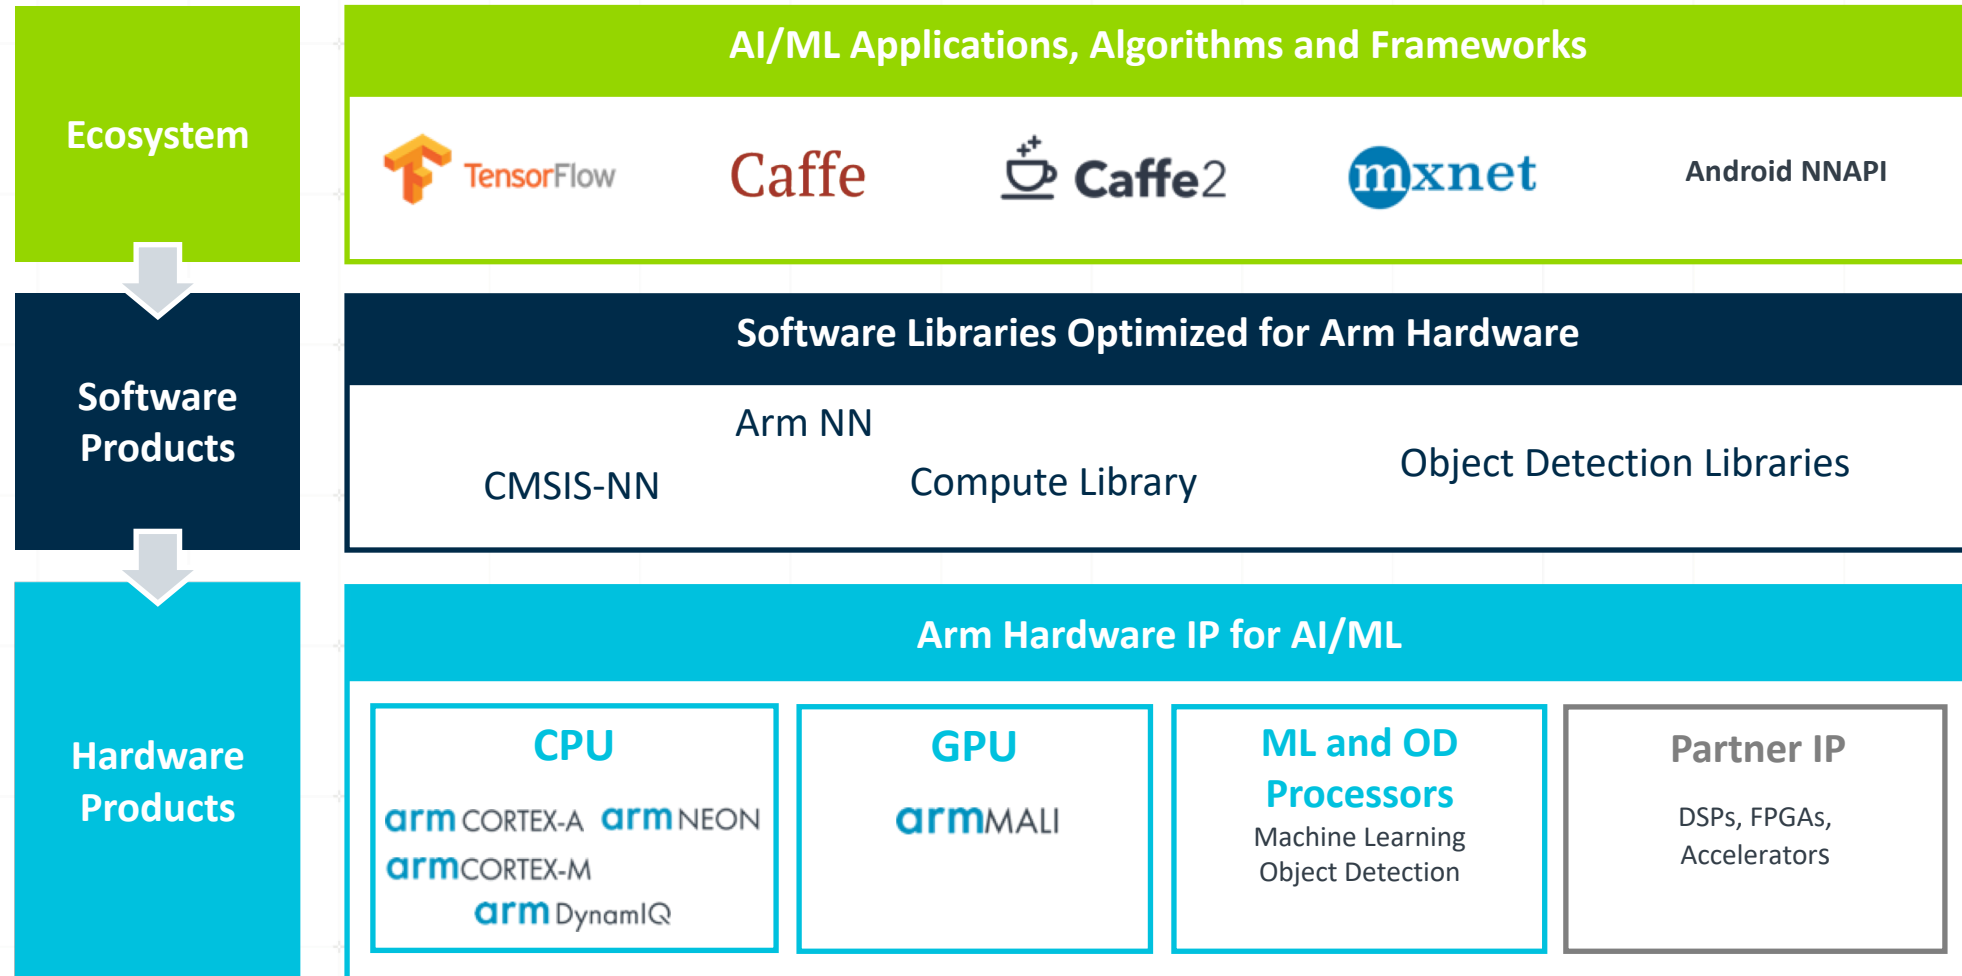 Ecosystem
AI/ML Applications, Algorithms and Frameworks
TensorFlow
Caffe
Caffe2
mxnet
Android NNAPI
Software
Products
Software Libraries Optimized for Arm Hardware
Arm NN
CMSIS-NN
Compute Library
Object Detection Libraries
Hardware
Products
Arm Hardware IP for AI/ML
CPU
arm CORTEX-A arm NEON
arm CORTEX-M
arm DynamIQ
GPU
arm MALI
ML and OD
Processors
Machine Learning
Object Detection
Partner IP
DSPs, FPGAs,
Accelerators